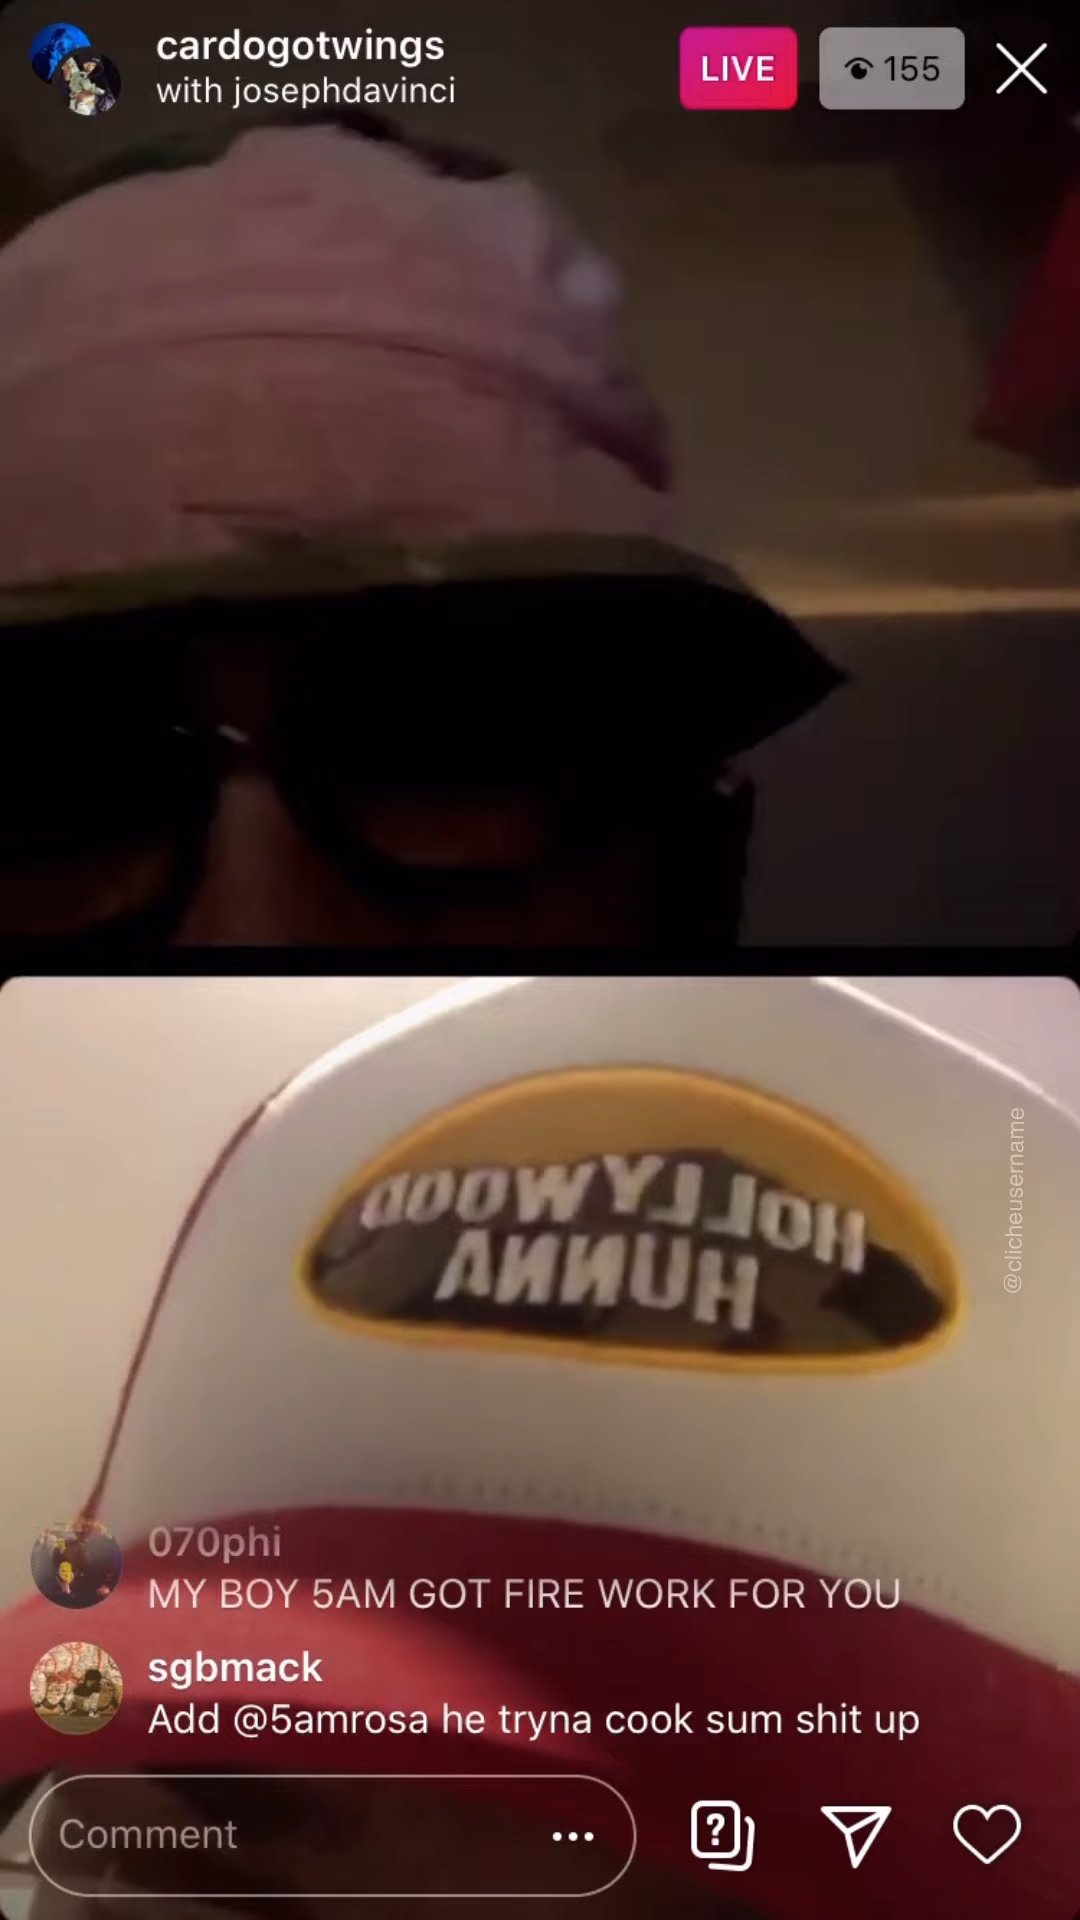 cardogotwings
with josephdavinci
LIVE
155
HOLLYWOOD
HUNNA
@clicheusername
070phi
MY BOY 5AM GOT FIRE WORK FOR YOU
sgbmack
Add @5amrosa he tryna cook sum shit up
Comment